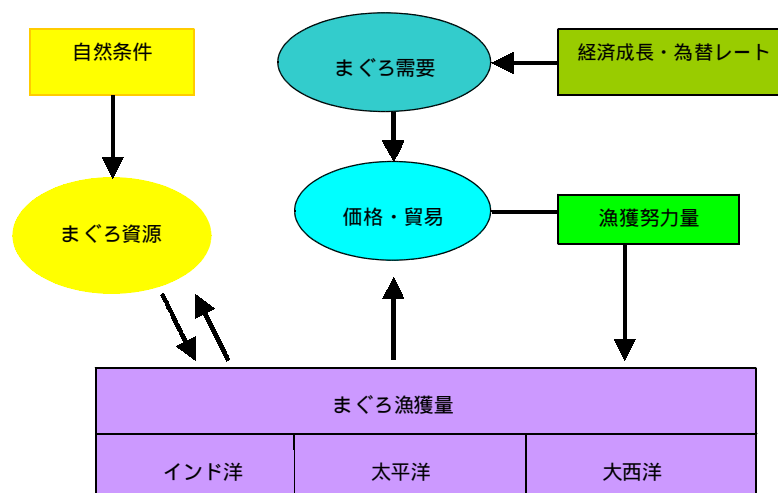 自然条件
まぐろ需要
経済成長・為替レート
まぐろ資源
価格・貿易
漁獲努力量
まぐろ漁獲量
インド洋
太平洋
大西洋